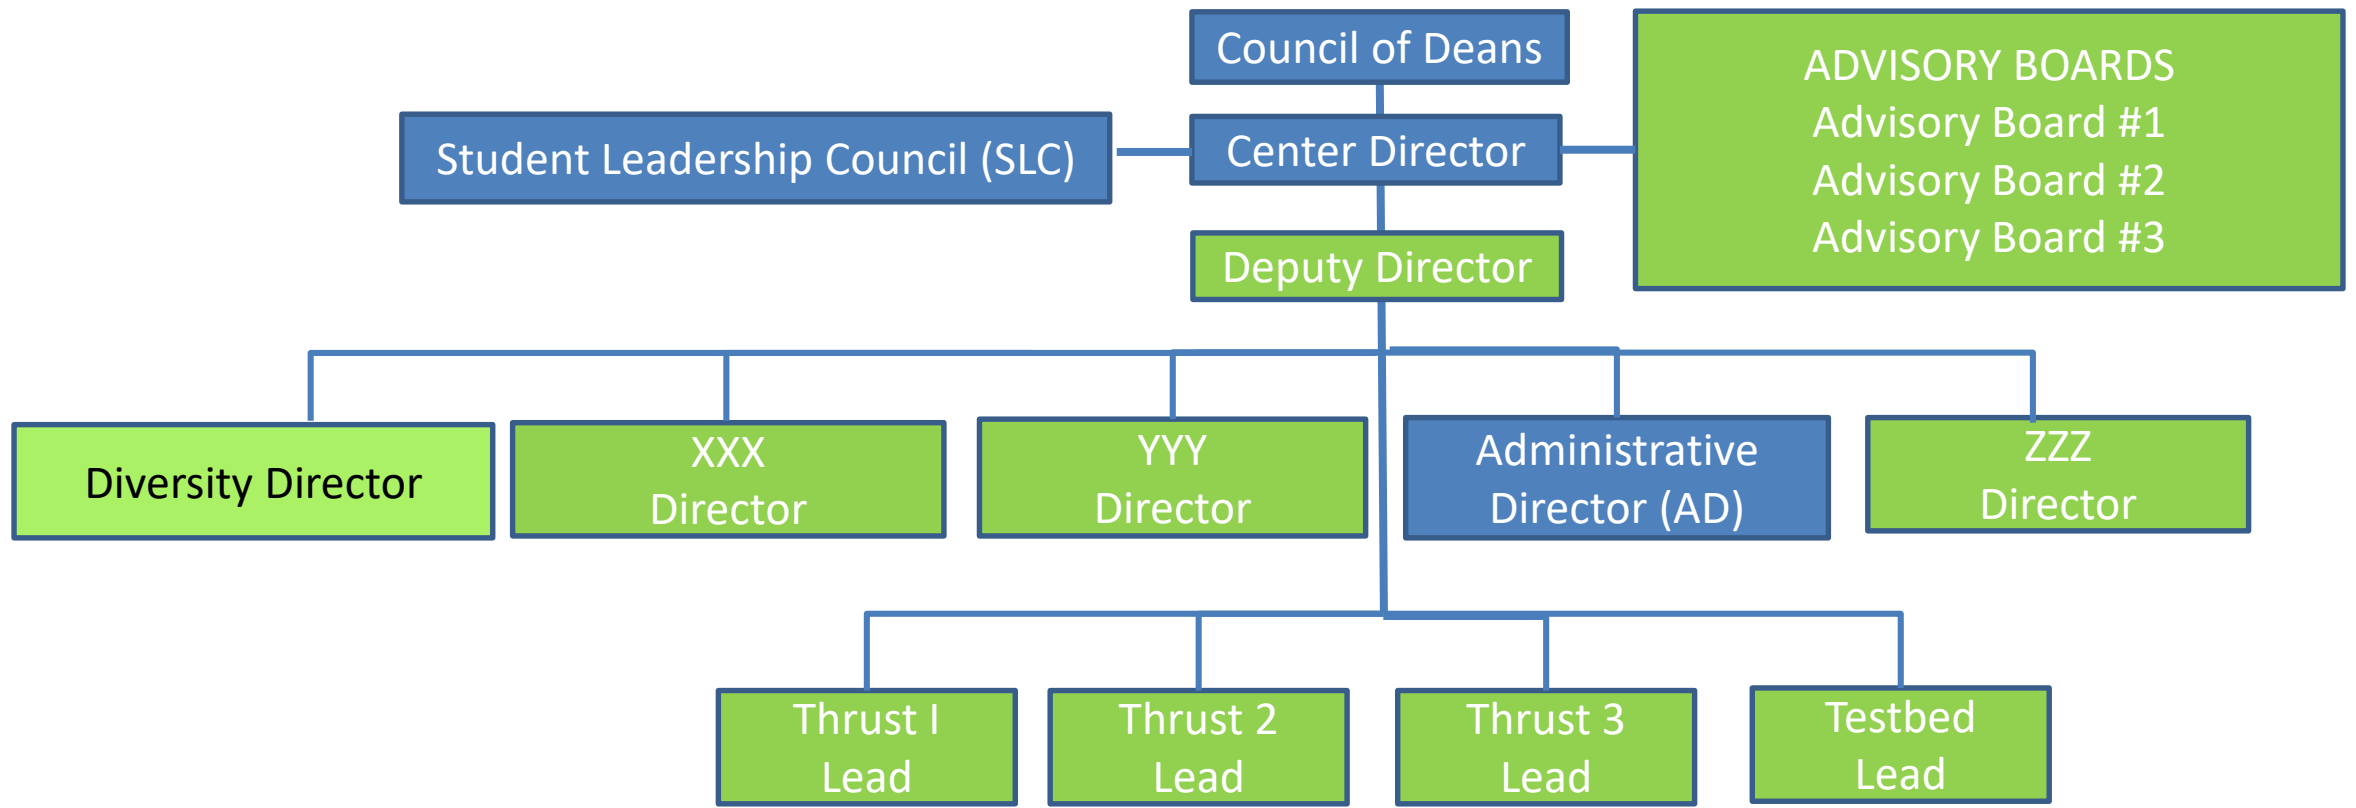 Council of Deans
ADVISORY BOARDS
Advisory Board #1
Advisory Board #2
Advisory Board #3
Student Leadership Council (SLC)
Center Director
Deputy Director
Diversity Director
XXX
Director
YYY
Director
Administrative
Director (AD)
ZZZ
Director
Thrust I
Lead
Thrust 2
Lead
Thrust 3
Lead
Testbed
Lead